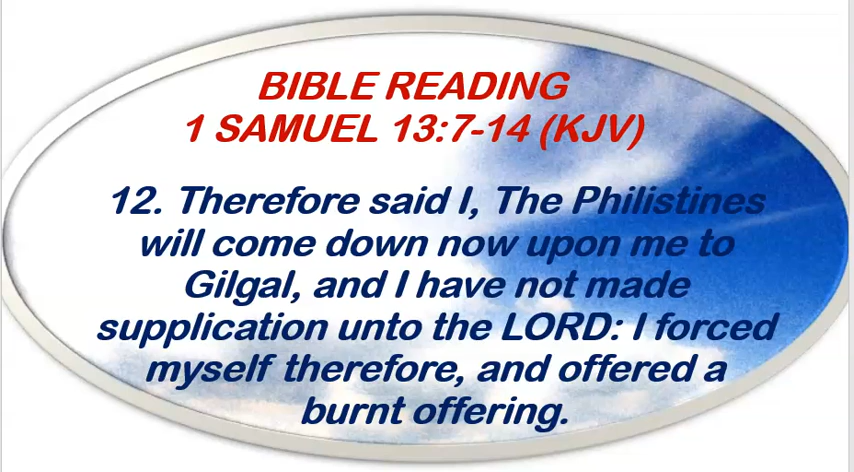 BIBLE READING
1 SAMUEL 13:7-14 (KJV)
12. Therefore said I, The Philistines
will come down now upon me to
Gilgal, and I have not made
supplication unto the LORD: I forced
myself therefore, and offered a
burnt offering.